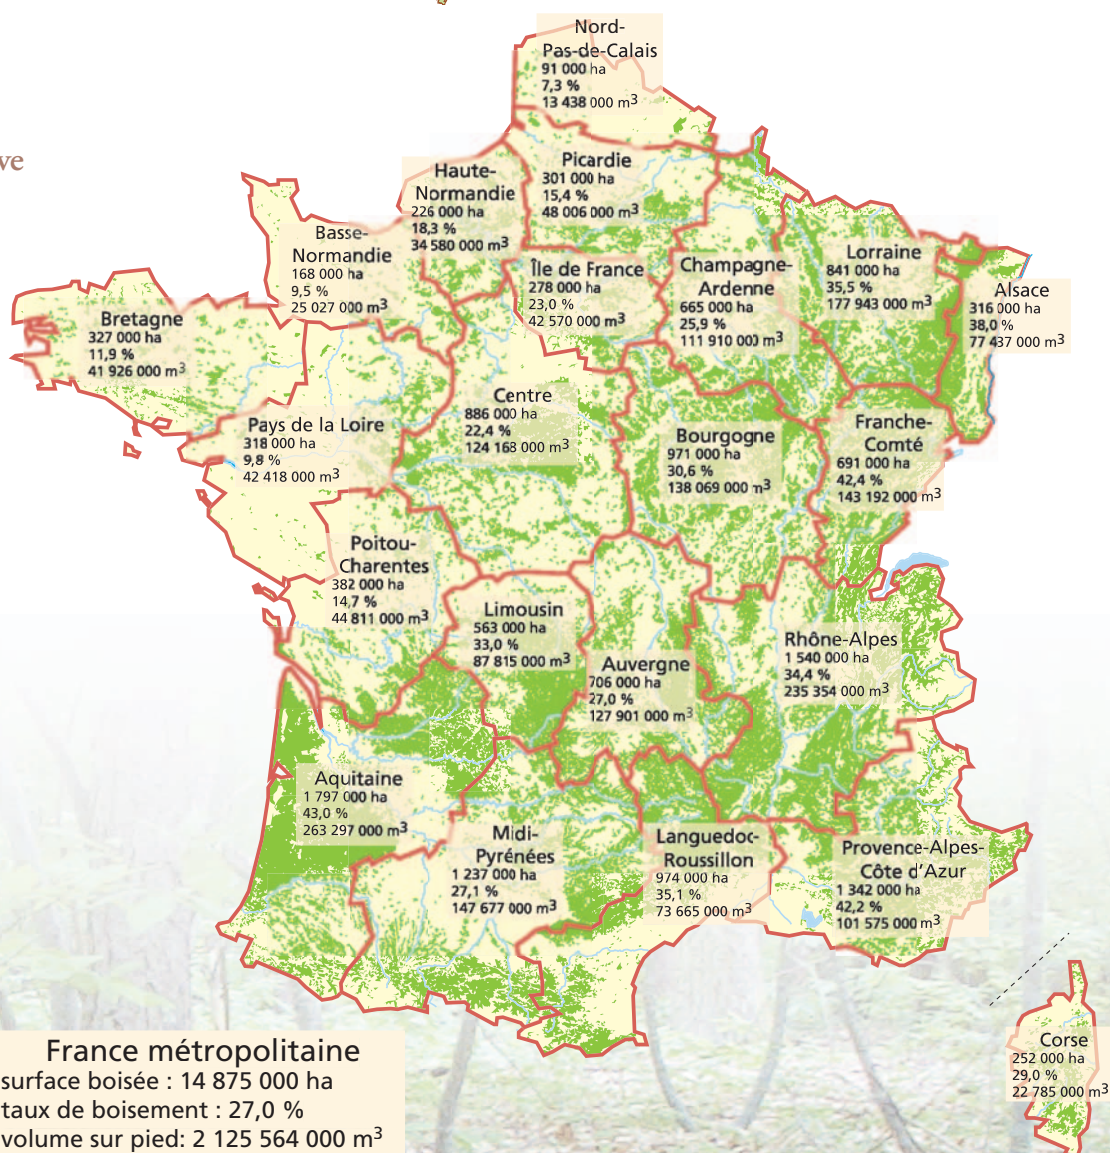 Nord-
Pas-de-Calais
91 000 ha
7,3 %
13 438 000 m³
ve
Picardie
301 000 ha
15,4 %
48 006 000 m³
Haute-
Normandie
226 000 ha
18,3 %
34 580 000 m³
Basse-
Normandie
168 000 ha
9,5 %
25 027 000 m³
Île de France
278 000 ha
23,0 %
42 570 000 m³
Champagne-
Ardenne
665 000 ha
25,9 %
111 910 000 m³
Lorraine
841 000 ha
35,5 %
177 943 000 m³
Alsace
316 000 ha
38,0 %
77 437 000 m³
Bretagne
327 000 ha
11,9 %
41 926 000 m³
Pays de la Loire
318 000 ha
9,8 %
42 418 000 m³
Centre
886 000 ha
22,4 %
124 168 000 m³
Bourgogne
971 000 ha
30,6 %
138 069 000 m³
Franche-
Comté
691 000 ha
42,4 %
143 192 000 m³
Poitou-
Charentes
382 000 ha
14,7 %
44 811 000 m³
Limousin
563 000 ha
33,0 %
87 815 000 m³
Auvergne
706 000 ha
27,0 %
127 901 000 m³
Rhône-Alpes
1 540 000 ha
34,4 %
235 354 000 m³
Aquitaine
1 797 000 ha
43,0 %
263 297 000 m³
Midi-
Pyrénées
1 237 000 ha
27,1 %
147 677 000 m³
Languedoc-
Roussillon
974 000 ha
35,1 %
73 665 000 m³
Provence-Alpes-
Côte d'Azur
1 342 000 ha
42,2 %
101 575 000 m³
Corse
252 000 ha
29,0 %
22 785 000 m³
France métropolitaine
surface boisée : 14 875 000 ha
taux de boisement : 27,0 %
volume sur pied: 2 125 564 000 m³